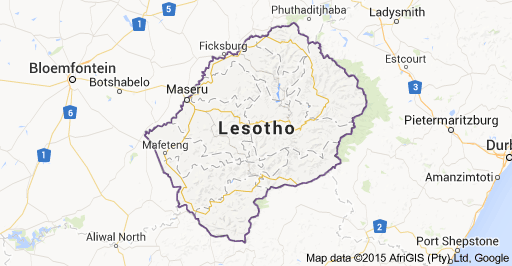 Phuthaditjhaba
Ladysmith
5
1
Ficksburg
Bloemfontein
Estcourt
Botshabelo
Maseru
3
6
Lesotho
Pietermaritzburg
Mafeteng
1
Durb
Amanzimtoti
2
Aliwal North
Port Shepstone
Map data ©2015 AfriGIS (Pty) Ltd, Google